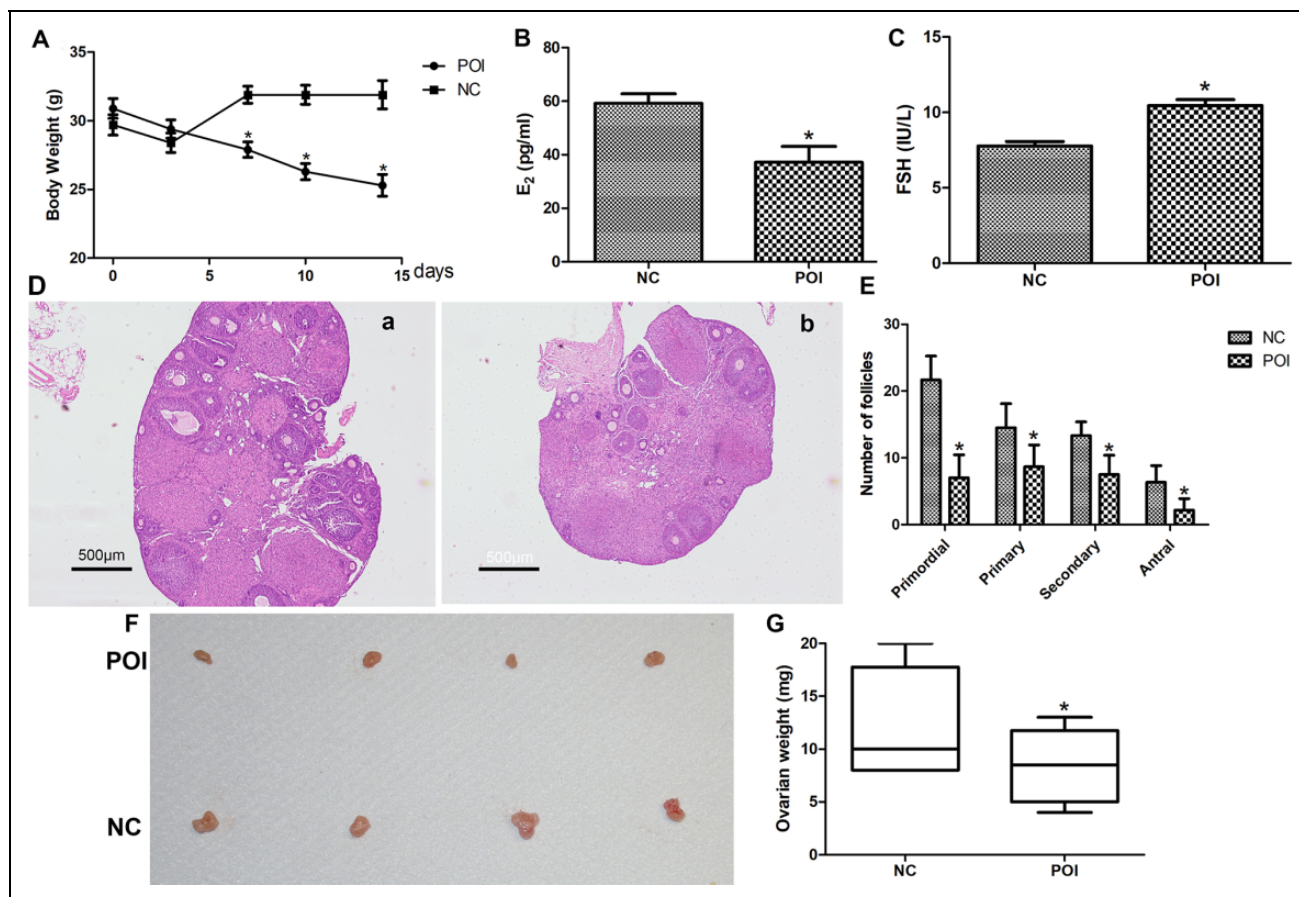 A
Body Weight (g)
35
30
25
20
0
5
10
15
days
POI
NC
*
*
*
B
E2 (pg/ml)
80
60
40
20
0
NC
POI
*
C
FSH (IU/L)
15
10
5
0
NC
POI
*
D
a
500μm
b
500μm
E
Number of follicles
30
20
10
0
Primordial
Primary
Secondary
Antral
NC
POI
*
*
*
*
F
POI
NC
G
Ovarian weight (mg)
20
15
10
5
0
NC
POI
*